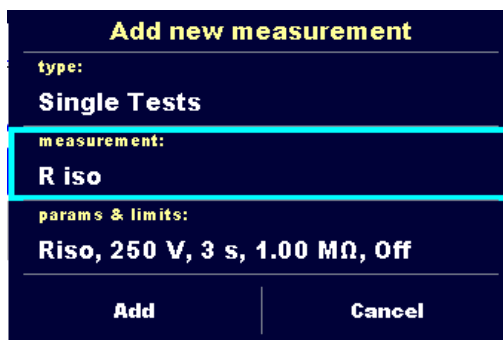 Add new measurement
type:
Single Tests
measurement:
R iso
params & limits:
Riso, 250 V, 3 s, 1.00 MΩ, Off
Add
Cancel